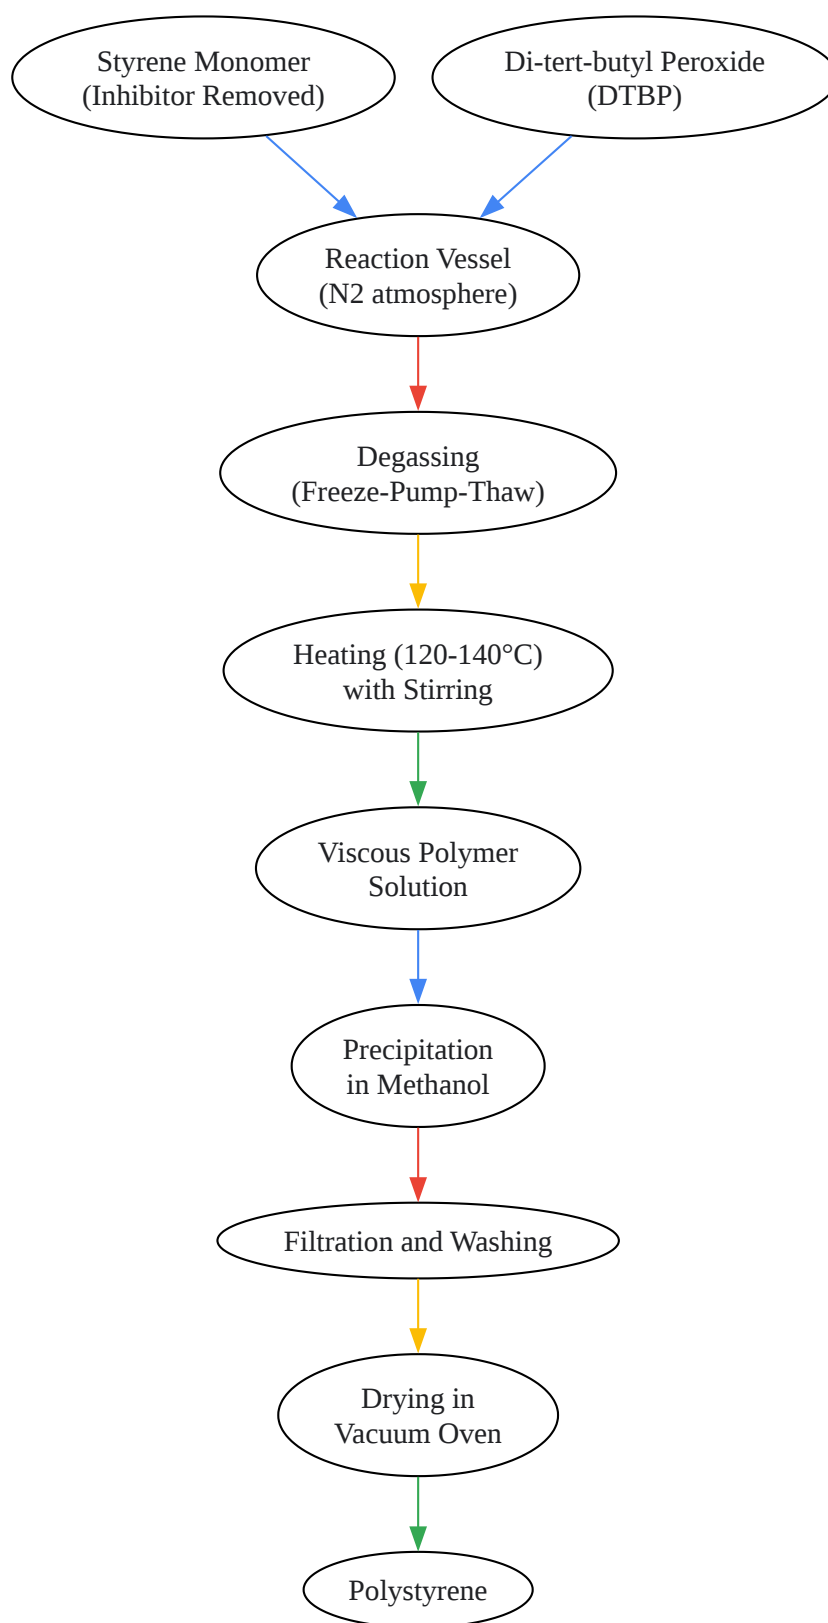 Styrene Monomer
(Inhibitor Removed)
Di-tert-butyl Peroxide
(DTBP)
Reaction Vessel
(N2 atmosphere)
Degassing
(Freeze-Pump-Thaw)
Heating (120-140°C)
with Stirring
Viscous Polymer
Solution
Precipitation
in Methanol
Filtration and Washing
Drying in
Vacuum Oven
Polystyrene